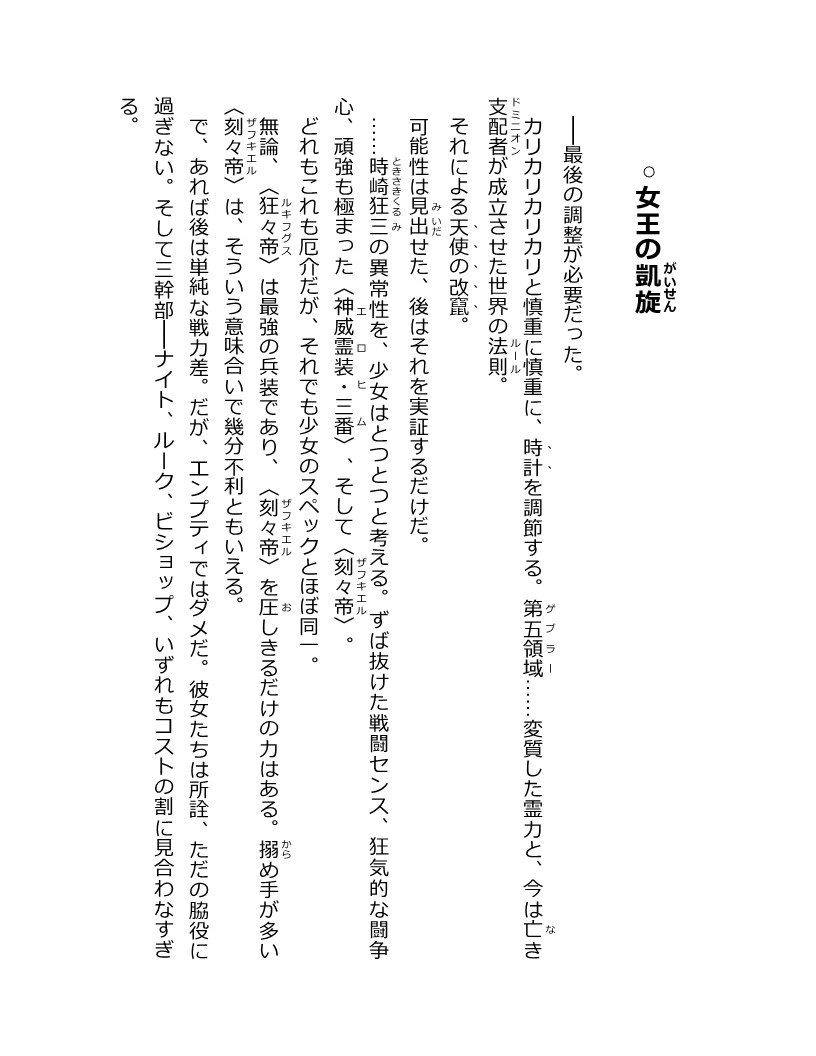 ○女王の凱旋
――最後の調整が必要だった。
カリカリカリカリと慎重に慎重に、時計を調節する。第五領域……変質した霊力と、今は亡き
支配者が成立させた世界の法則。
それによる天使の改竄。
可能性は見出せた、後はそれを実証するだけだ。
……時崎狂三の異常性を、少女はとつとつと考える。ずば抜けた戦闘センス、狂気的な闘争
心、頑強も極まった〈神威霊装・三番〉、そして〈刻々帝〉。
どれもこれも厄介だが、それでも少女のスペックとほぼ同一。
無論、〈狂々帝〉は最強の兵装であり、〈刻々帝〉を圧しきるだけの力はある。搦め手が多い
〈刻々帝〉は、そういう意味合いで幾分不利ともいえる。
で、あれば後は単純な戦力差。だが、エンプティではダメだ。彼女たちは所詮、ただの脇役に
過ぎない。そして三幹部――ナイト、ルーク、ビショップ、いずれもコストの割に見合わなすぎ
る。